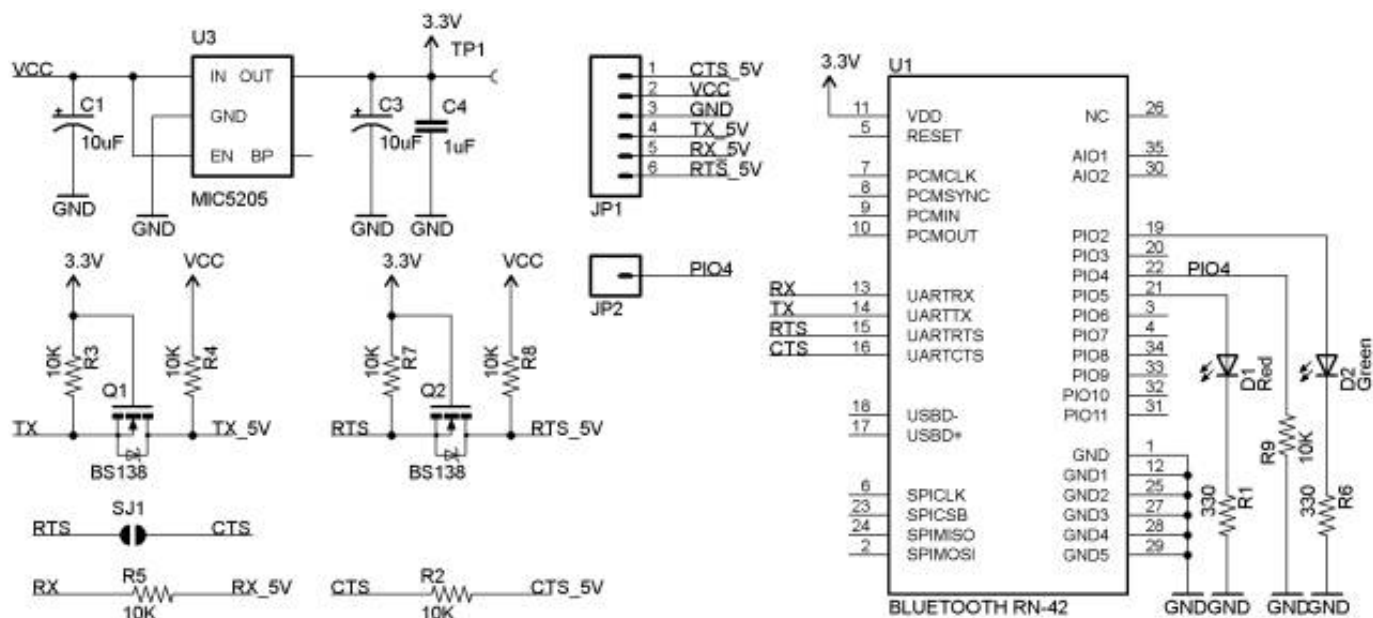 U3
VCC
IN OUT
GND
EN BP
MIC5205
C1
10uF
GND
GND
3.3V
TP1
C3
10uF
C4
1uF
GND
GND
1 CTS_5V
2 VCC
3 GND
4 TX_5V
5 RX_5V
6 RTS_5V
JP1
PIO4
JP2
3.3V
VCC
10K
R3
10K
R4
Q1
TX
TX_5V
BS138
3.3V
VCC
10K
R7
10K
R8
Q2
RTS
RTS_5V
BS138
SJ1
RTS
CTS
RX
R5
10K
RX_5V
CTS
R2
10K
CTS_5V
3.3V
U1
11 VDD
5 RESET
7 PCMCLK
8 PCMSYNC
9 PCMIN
10 PCMOUT
RX 13 UARTRX
TX 14 UARTTX
RTS 15 UARTRTS
CTS 16 UARTCTS
18 USBD-
17 USBD+
6 SPICLK
23 SPICSB
24 SPIMISO
2 SPIMOSI
NC 26
AIO1 35
AIO2 30
PIO2 19
PIO3 20
PIO4 22 PIO4
PIO5 21
PIO6 3
PIO7 4
PIO8 34
PIO9 33
PIO10 32
PIO11 31
GND 1
GND1 12
GND2 25
GND3 27
GND4 28
GND5 29
BLUETOOTH RN-42
D1
Red
D2
Green
R9
10K
330
R1
330
R6
GND
GND
GND
GND